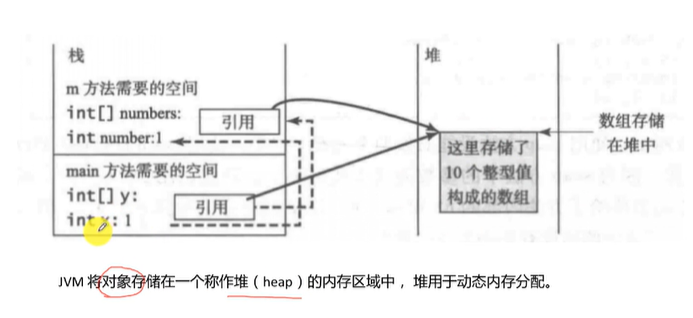 栈
m 方法需要的空间
int[] numbers:
引用
int number:1
main 方法需要的空间
int[] y:
引用
int x: 1
堆
这里存储了
10 个整型值
构成的数组
数组存储
在堆中
JVM 将对象存储在一个称作堆（heap）的内存区域中，堆用于动态内存分配。